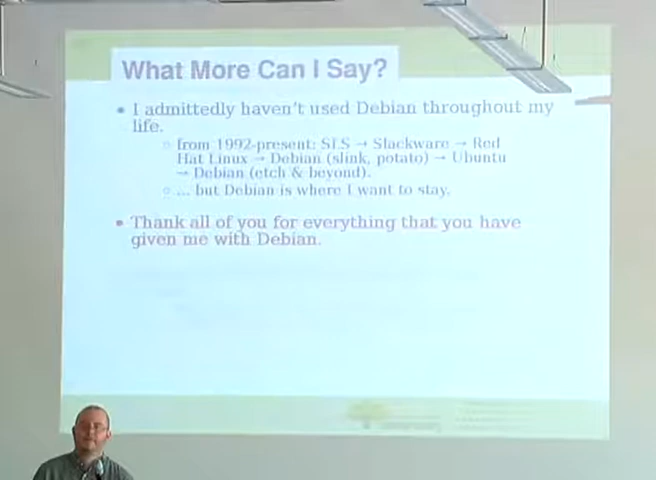 What More Can I Say?
• I admittedly haven't used Debian throughout my
life.
○ from 1992-present: SLS → Slackware → Red
Hat Linux → Debian (slink, potato) → Ubuntu
→ Debian (etch & beyond).
○ ... but Debian is where I want to stay.
• Thank all of you for everything that you have
given me with Debian.